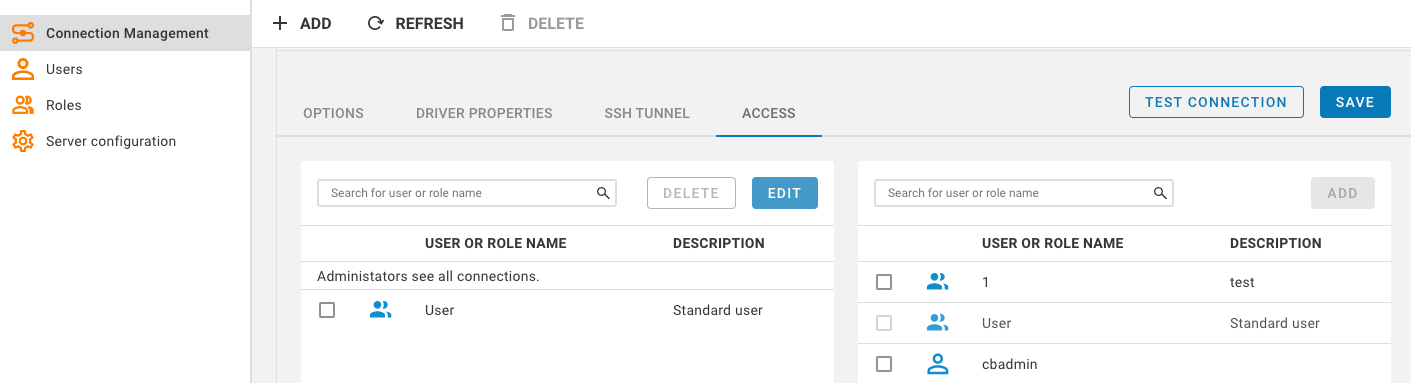 Connection Management
Users
Roles
Server configuration
ADD REFRESH DELETE
OPTIONS DRIVER PROPERTIES SSH TUNNEL ACCESS TEST CONNECTION SAVE
Search for user or role name DELETE EDIT
USER OR ROLE NAME DESCRIPTION
Administators see all connections.
User Standard user
Search for user or role name ADD
USER OR ROLE NAME DESCRIPTION
1 test
User Standard user
cbadmin